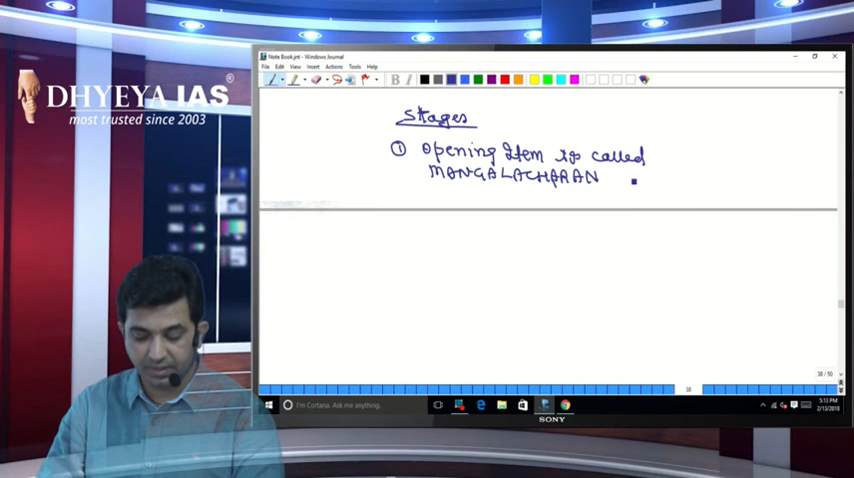 DHYEYA IAS®
most trusted since 2003
Note Book.jnt - Windows Journal
File Edit View Insert Actions Tools Help
B I
Stages
① Opening Item is called
MANGALACHARAN
38 / 50
38
I'm Cortana. Ask me anything.
5:13 PM
2/13/2018
SONY